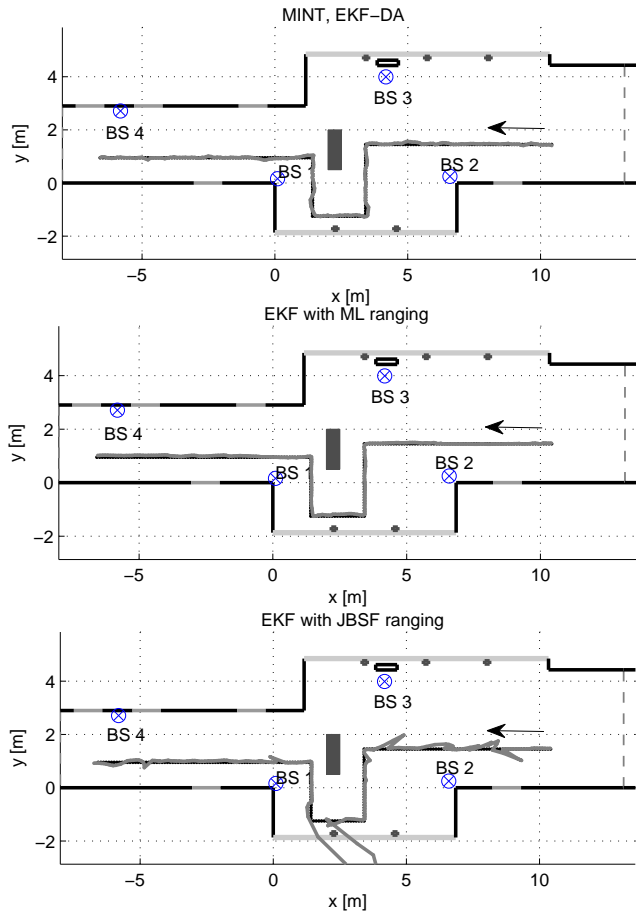 MINT, EKF−DA
4
2
0
−2
y [m]
BS 3
BS 4
BS 1
BS 2
−5
0
5
10
x [m]
EKF with ML ranging
4
2
0
−2
y [m]
BS 3
BS 4
BS 1
BS 2
−5
0
5
10
x [m]
EKF with JBSF ranging
4
2
0
−2
y [m]
BS 3
BS 4
BS 1
BS 2
−5
0
5
10
x [m]